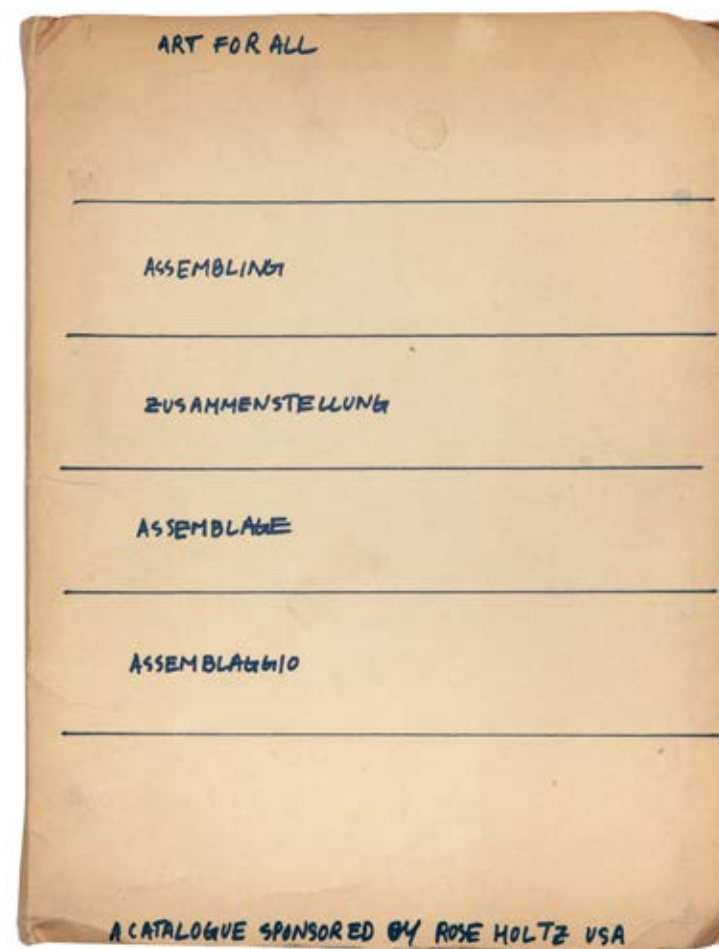 ART FOR ALL
ASSEMBLING
ZUSAMMENSTELLUNG
ASSEMBLAGE
ASSEMBLAGGIO
A CATALOGUE SPONSORED BY ROSE HOLTZ USA